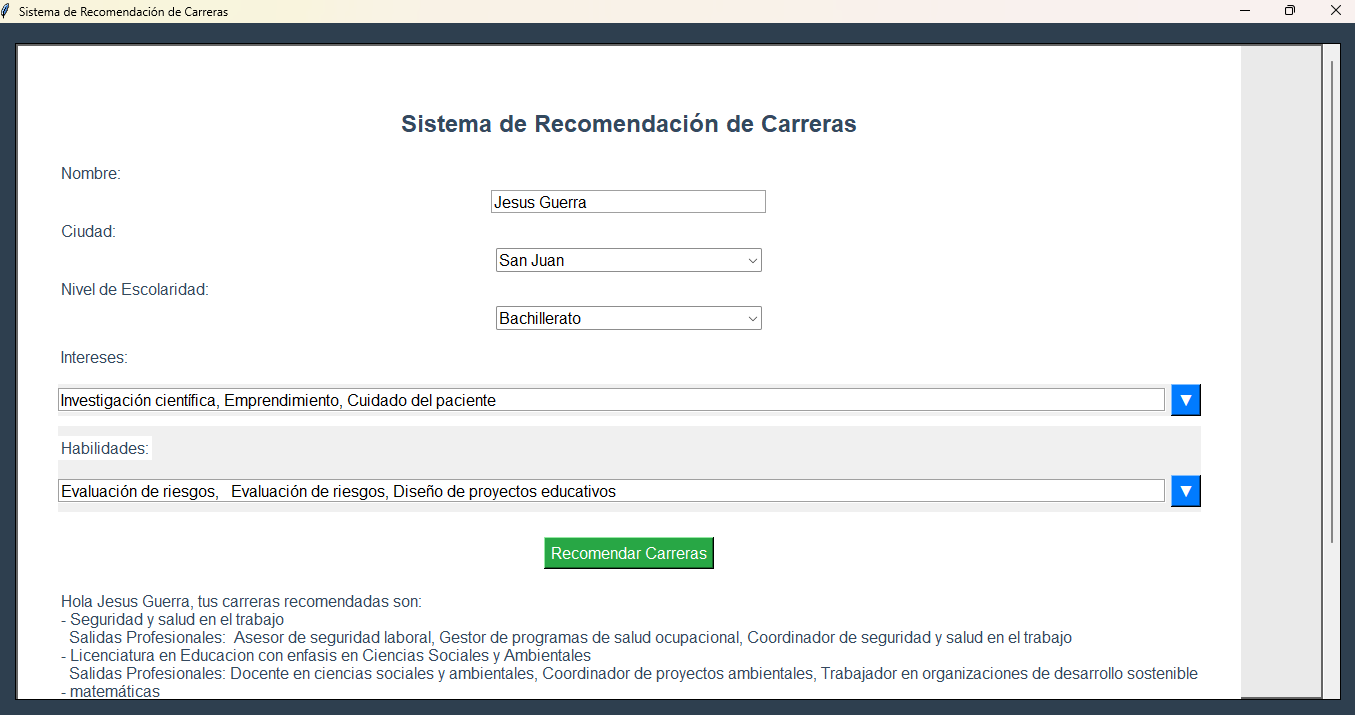 Sistema de Recomendación de Carreras
Sistema de Recomendación de Carreras
Nombre:
Jesus Guerra
Ciudad:
San Juan
Nivel de Escolaridad:
Bachillerato
Intereses:
Investigación científica, Emprendimiento, Cuidado del paciente
Habilidades:
Evaluación de riesgos,   Evaluación de riesgos, Diseño de proyectos educativos
Recomendar Carreras
Hola Jesus Guerra, tus carreras recomendadas son:
- Seguridad y salud en el trabajo
Salidas Profesionales:  Asesor de seguridad laboral, Gestor de programas de salud ocupacional, Coordinador de seguridad y salud en el trabajo
- Licenciatura en Educacion con enfasis en Ciencias Sociales y Ambientales
Salidas Profesionales: Docente en ciencias sociales y ambientales, Coordinador de proyectos ambientales, Trabajador en organizaciones de desarrollo sostenible
- matemáticas